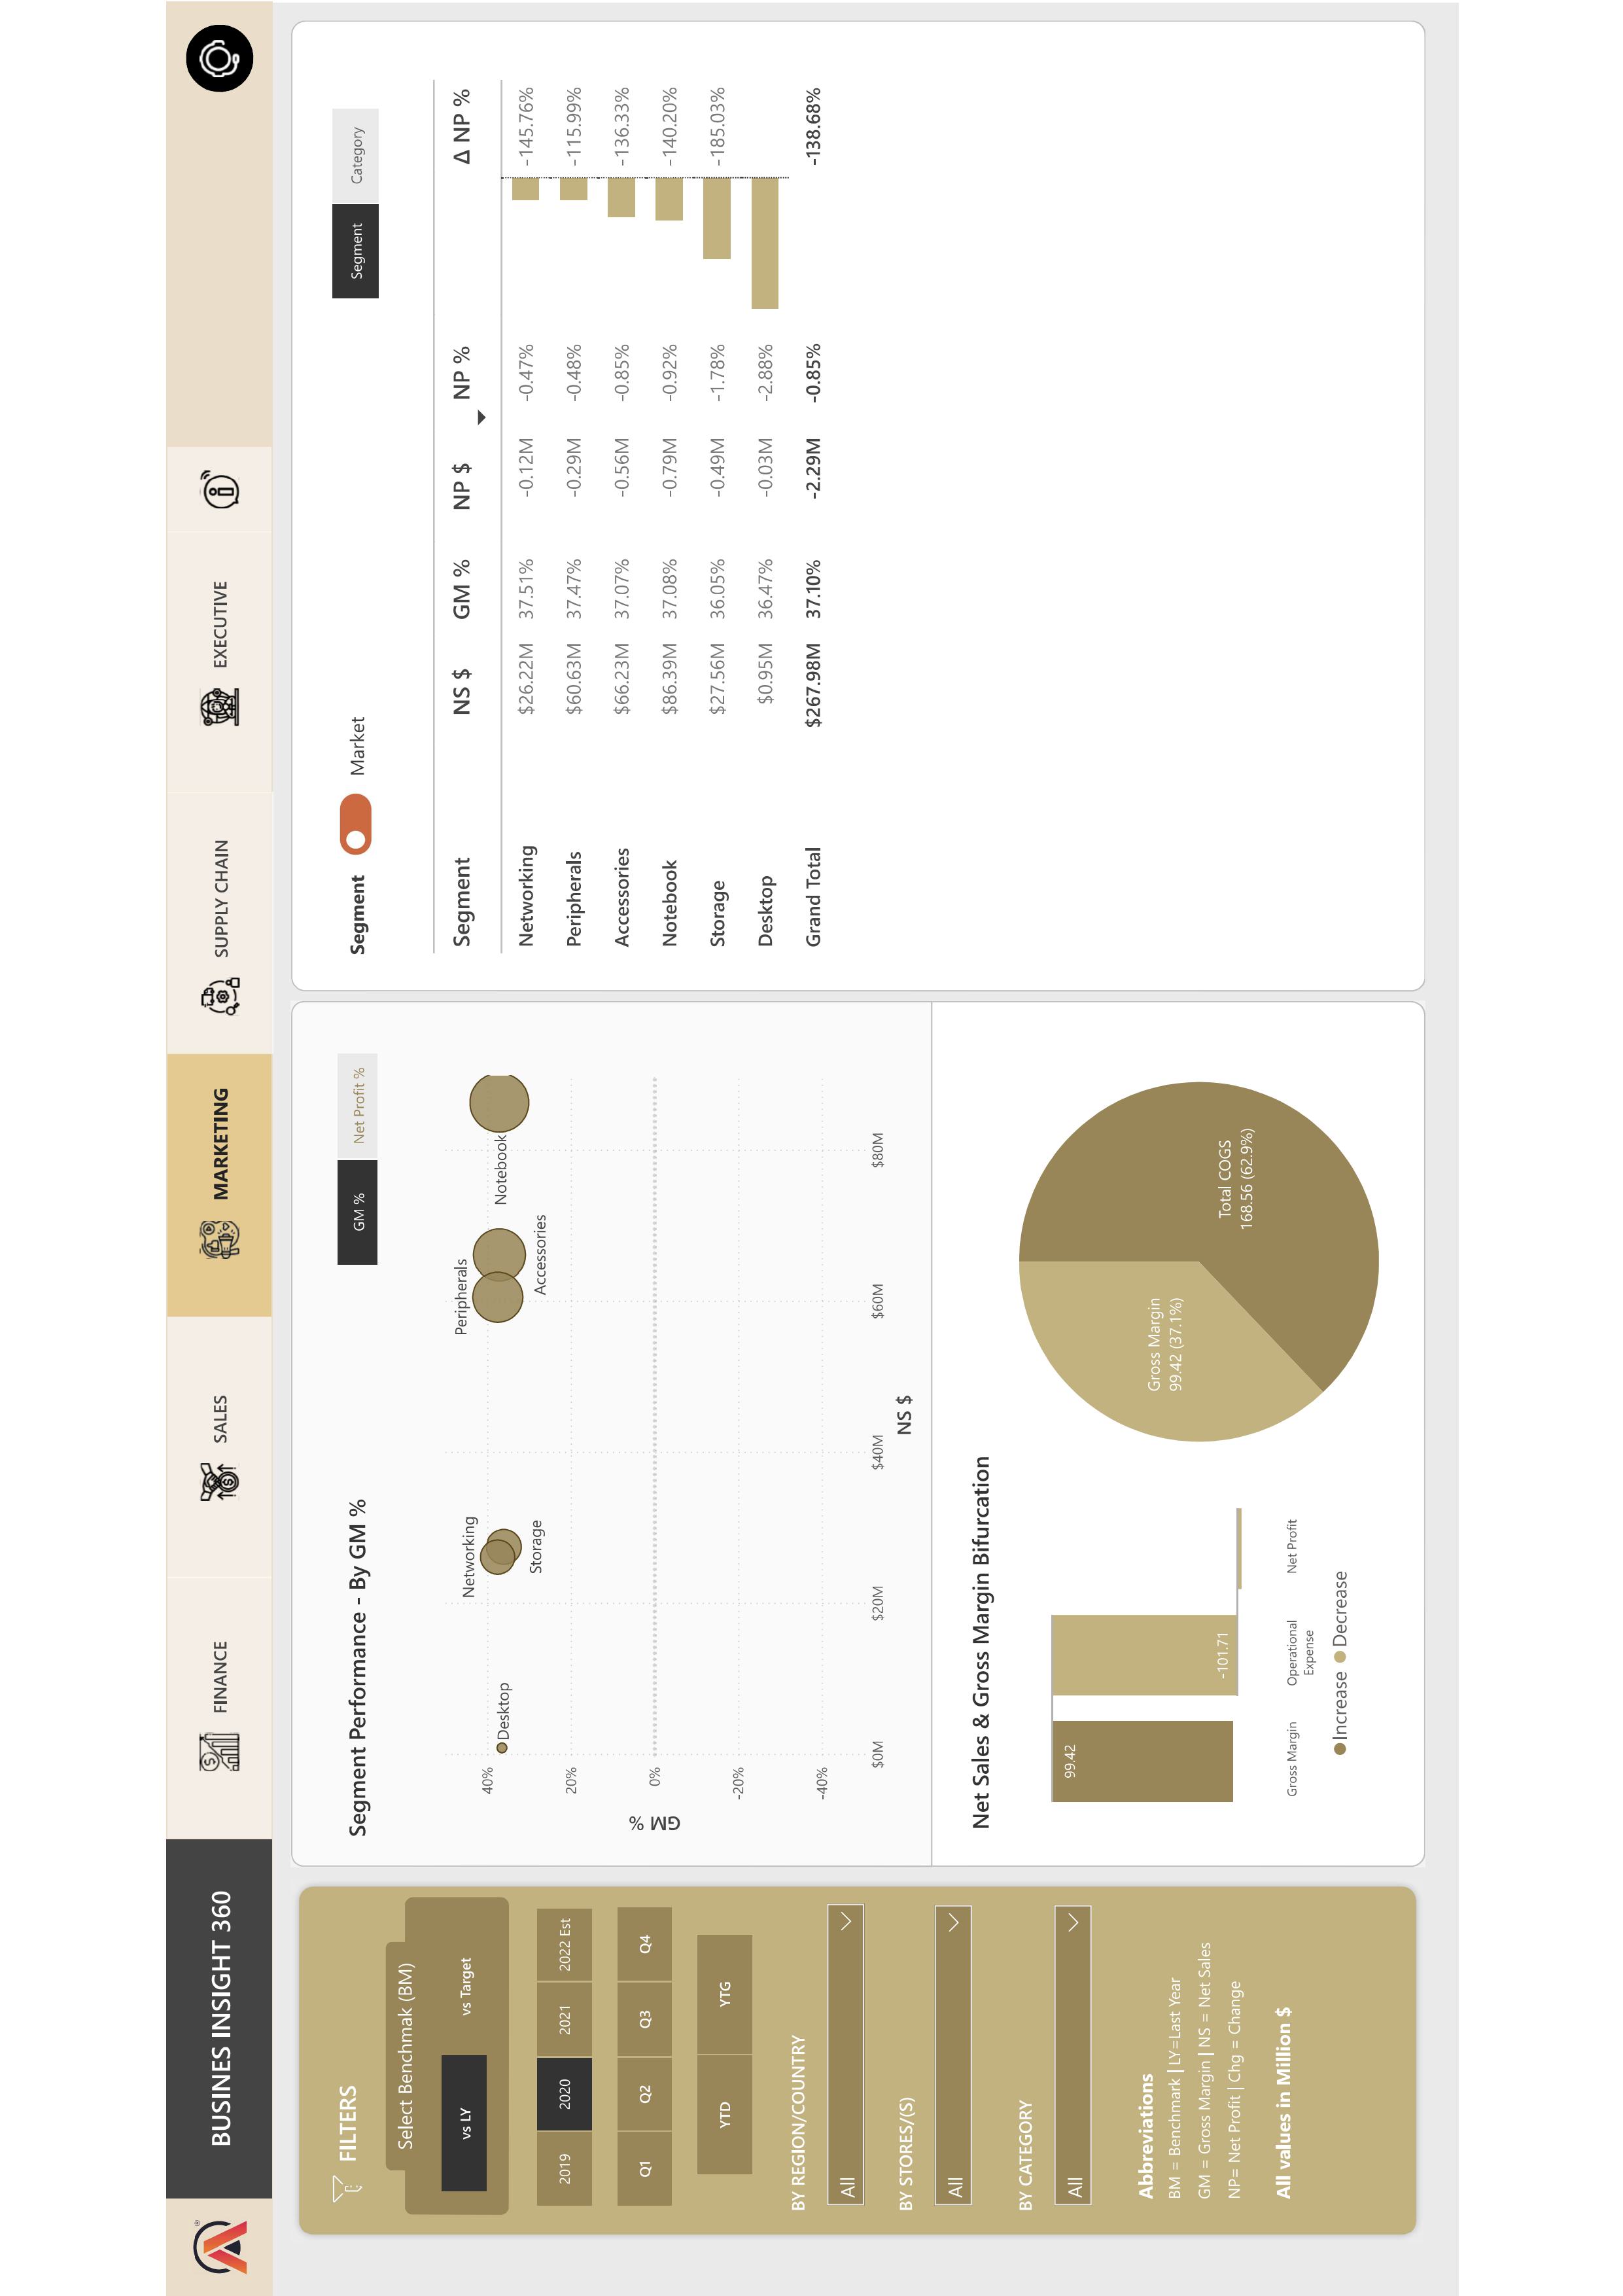 BUSINES INSIGHT 360
FINANCE
SALES
MARKETING
SUPPLY CHAIN
EXECUTIVE
FILTERS
Select Benchmak (BM)
vs LY vs Target
2019 2020 2021 2022 Est
Q1 Q2 Q3 Q4
YTD YTG
BY REGION/COUNTRY
All
BY STORES/(S)
All
BY CATEGORY
All
Abbreviations
BM = Benchmark | LY=Last Year
GM = Gross Margin | NS = Net Sales
NP= Net Profit | Chg = Change
All values in Million $
Segment Performance - By GM %
GM % Net Profit %
GM %
40%
20%
0%
-20%
-40%
Desktop
Networking
Storage
Peripherals
Accessories
Notebook
$0M $20M $40M $60M $80M
NS $
Net Sales & Gross Margin Bifurcation
99.42
-101.71
Gross Margin
Operational
Expense
Net Profit
Increase Decrease
Gross Margin
99.42 (37.1%)
Total COGS
168.56 (62.9%)
Segment Market
Segment Category
Segment NS $ GM % NP $ NP % Δ NP %
Networking $26.22M 37.51% -0.12M -0.47% -145.76%
Peripherals $60.63M 37.47% -0.29M -0.48% -115.99%
Accessories $66.23M 37.07% -0.56M -0.85% -136.33%
Notebook $86.39M 37.08% -0.79M -0.92% -140.20%
Storage $27.56M 36.05% -0.49M -1.78% -185.03%
Desktop $0.95M 36.47% -0.03M -2.88%
Grand Total $267.98M 37.10% -2.29M -0.85% -138.68%